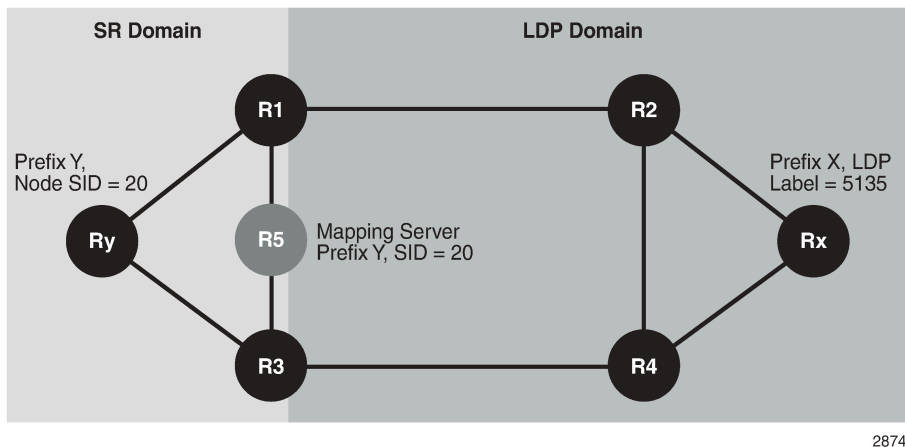 SR Domain
LDP Domain
R1
R2
Prefix Y,
Node SID = 20
Prefix X, LDP
Label = 5135
Ry
R5
Mapping Server
Prefix Y, SID = 20
Rx
R3
R4
2874